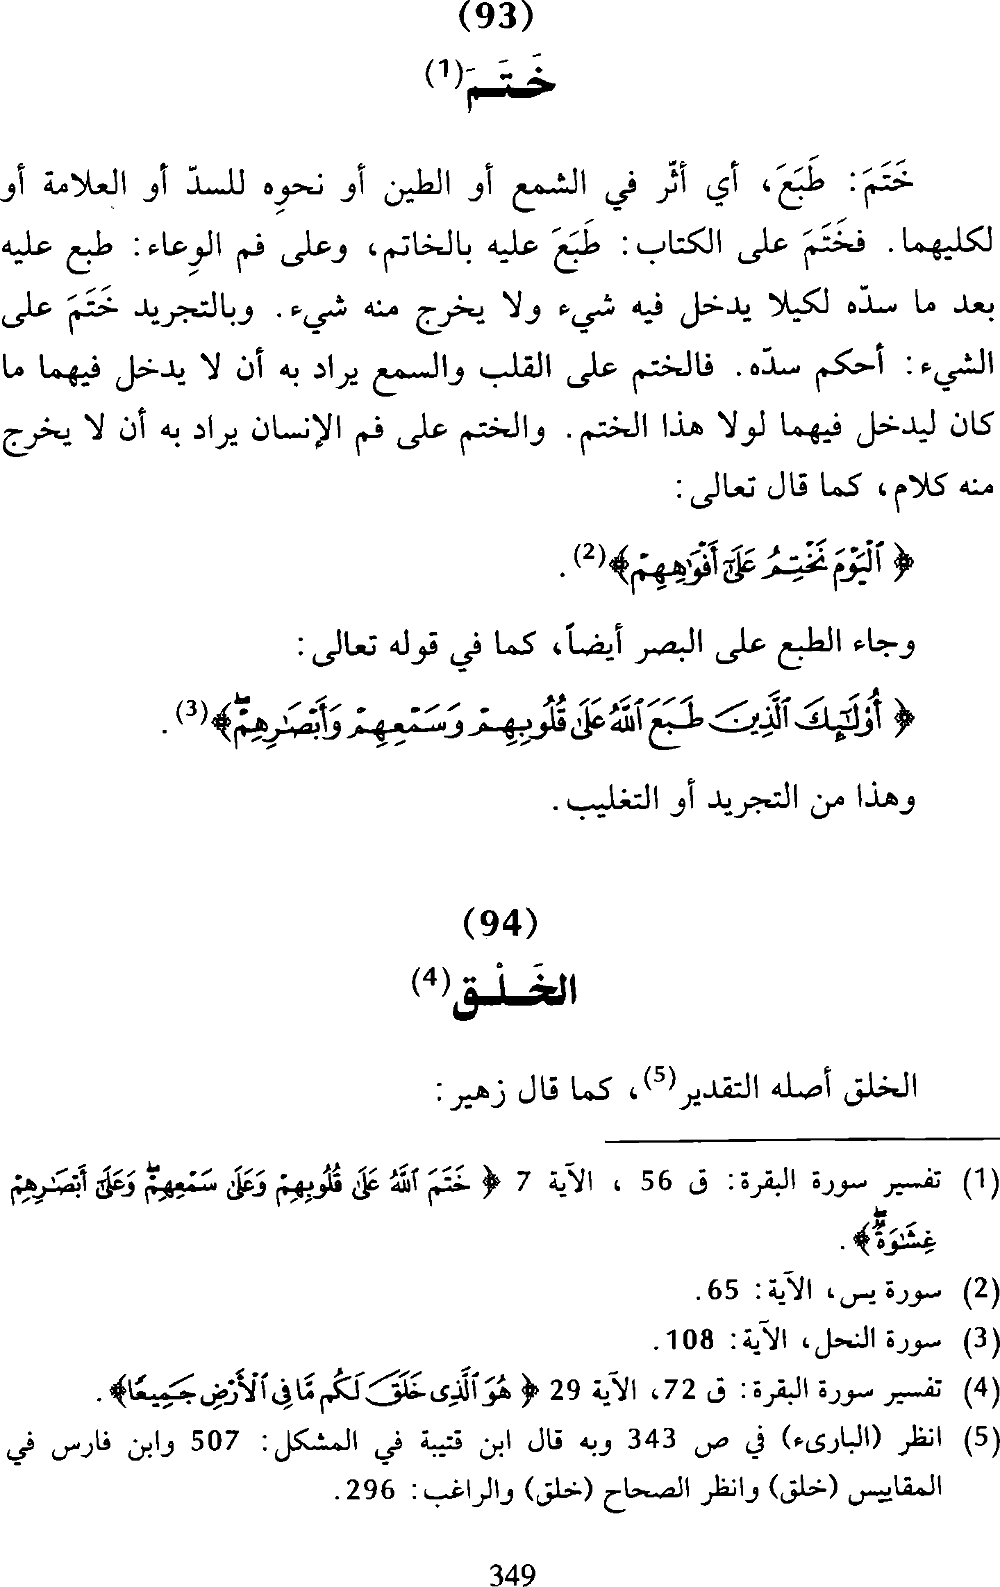 (93)
خَـتَـمَ(1)
خَتَمَ: طَبَعَ، أي أثّر في الشمع أو الطين أو نحوه للسدّ أو العلامة أو
لكليهما. فخَتَمَ على الكتاب: طَبَعَ عليه بالخاتم، وعلى فم الوعاء: طبع عليه
بعد ما سدّه لكيلا يدخل فيه شيء ولا يخرج منه شيء. وبالتجريد خَتَمَ على
الشيء: أحكم سدّه. فالختم على القلب والسمع يراد به أن لا يدخل فيهما ما
كان ليدخل فيهما لولا هذا الختم. والختم على فم الإنسان يراد به أن لا يخرج
منه كلام، كما قال تعالى:
﴿ ٱلْيَوْمَ نَخْتِمُ عَلَىٰٓ أَفْوَٰهِهِمْ﴾(2).
وجاء الطبع على البصر أيضاً، كما في قوله تعالى:
﴿ أُوْلَـٰٓئِكَ ٱلَّذِينَ طَبَعَ ٱللَّهُ عَلَىٰ قُلُوبِهِمْ وَسَمْعِهِمْ وَأَبْصَـٰرِهِمْۖ﴾(3).
وهذا من التجريد أو التغليب.
(94)
الخَـلْـق(4)
الخلق أصله التقدير(5)، كما قال زهير:
(1) تفسير سورة البقرة: ق 56 ، الآية 7 ﴿ خَتَمَ ٱللَّهُ عَلَىٰ قُلُوبِهِمْ وَعَلَىٰ سَمْعِهِمْۖ وَعَلَىٰٓ أَبْصَـٰرِهِمْ
غِشَـٰوَةٌۖ﴾.
(2) سورة يس، الآية: 65.
(3) سورة النحل، الآية: 108.
(4) تفسير سورة البقرة: ق 72، الآية 29 ﴿ هُوَ ٱلَّذِى خَلَقَ لَكُم مَّا فِى ٱلْأَرْضِ جَمِيعًا﴾.
(5) انظر (البارىء) في ص 343 وبه قال ابن قتيبة في المشكل: 507 وابن فارس في
المقاييس (خلق) وانظر الصحاح (خلق) والراغب: 296.
349